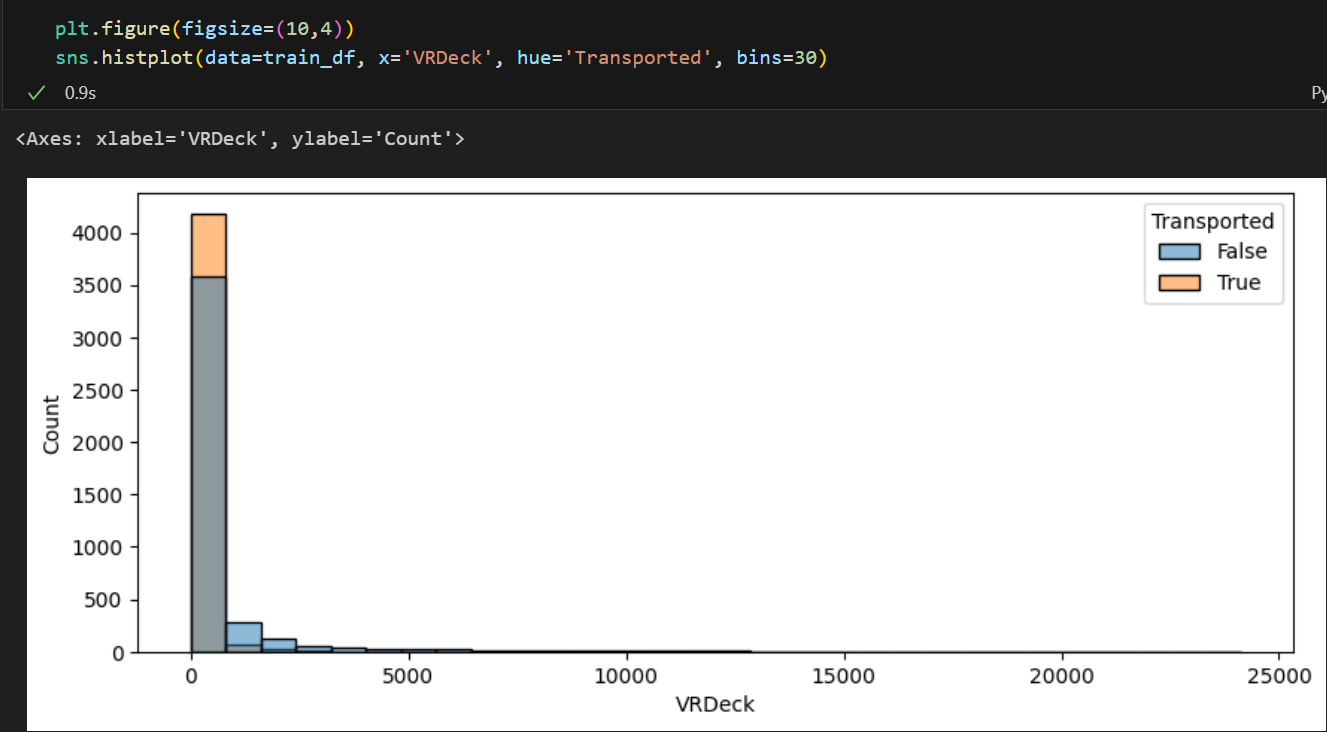 plt.figure(figsize=(10,4))
sns.histplot(data=train_df, x='VRDeck', hue='Transported', bins=30)
✓ 0.9s
<Axes: xlabel='VRDeck', ylabel='Count'>
Transported
False
True
4000
3500
3000
2500
2000
1500
1000
500
0
Count
0 5000 10000 15000 20000 25000
VRDeck